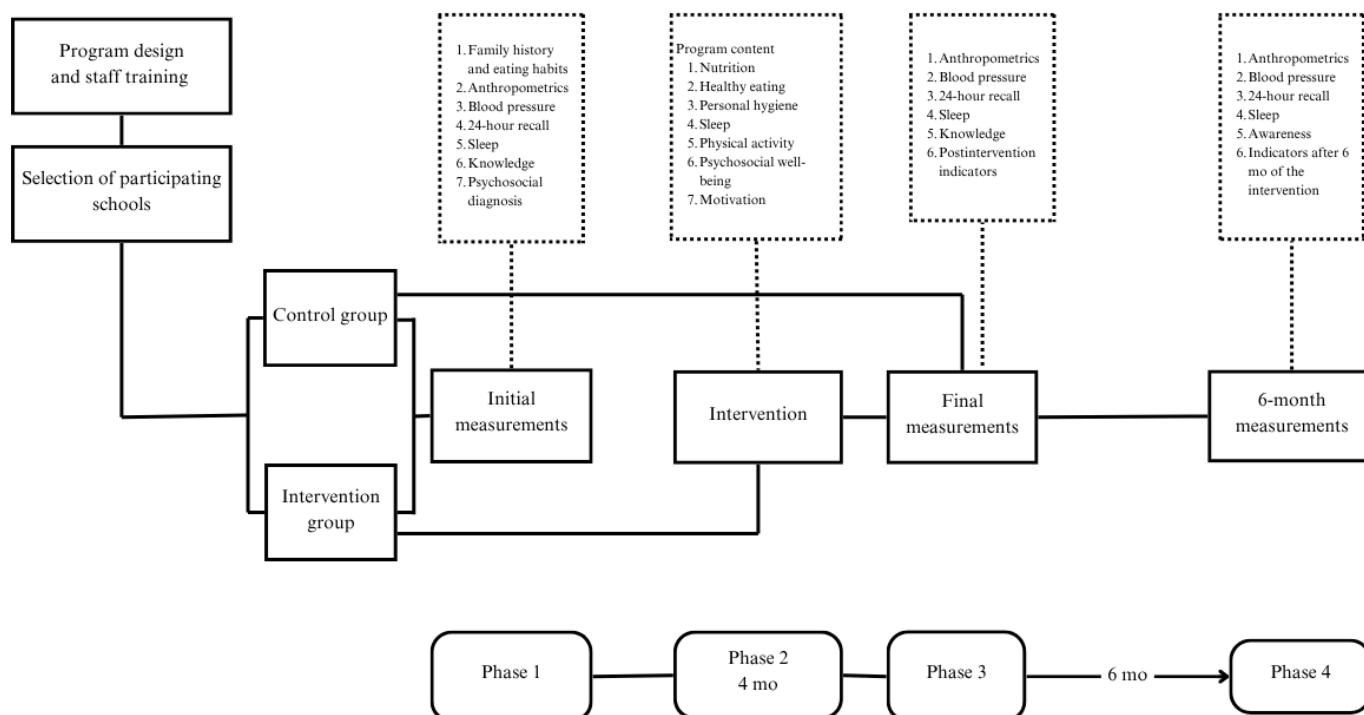 Program design
and staff training
Selection of participating
schools
1. Family history
and eating habits
2. Anthropometrics
3. Blood pressure
4. 24-hour recall
5. Sleep
6. Knowledge
7. Psychosocial
diagnosis
Program content
1. Nutrition
2. Healthy eating
3. Personal hygiene
4. Sleep
5. Physical activity
6. Psychosocial well-
being
7. Motivation
1. Anthropometrics
2. Blood pressure
3. 24-hour recall
4. Sleep
5. Knowledge
6. Postintervention
indicators
1. Anthropometrics
2. Blood pressure
3. 24-hour recall
4. Sleep
5. Awareness
6. Indicators after 6
mo of the
intervention
Control group
Intervention
group
Initial
measurements
Intervention
Final
measurements
6-month
measurements
Phase 1
Phase 2
4 mo
Phase 3
6 mo
Phase 4